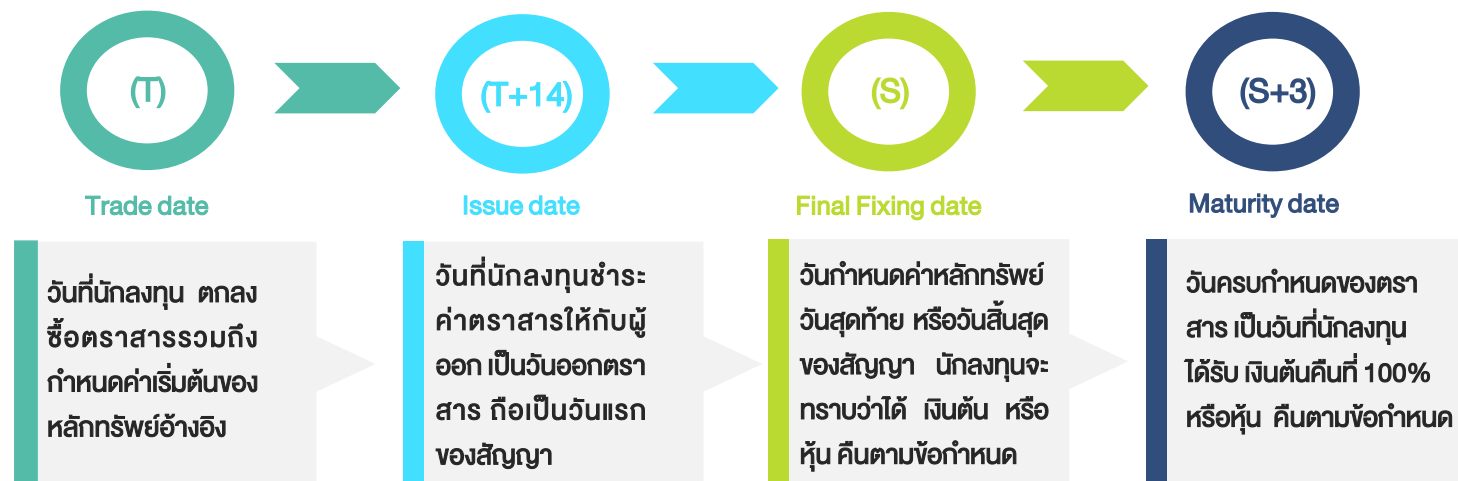 (T)
(T+14)
(S)
(S+3)
Trade date
Issue date
Final Fixing date
Maturity date
วันที่นักลงทุน ตกลง
ซื้อตราสารรวมถึง
กำหนดค่าเริ่มต้นของ
หลักทรัพย์อ้างอิง
วันที่นักลงทุนชำระ
ค่าตราสารให้กับผู้
ออก เป็นวันออกตรา
สาร ถือเป็นวันแรก
ของสัญญา
วันกำหนดค่าหลักทรัพย์
วันสุดท้าย หรือวันสิ้นสุด
ของสัญญา นักลงทุนจะ
ทราบว่าได้ เงินต้น หรือ
หุ้น คืนตามข้อกำหนด
วันครบกำหนดของตรา
สาร เป็นวันที่นักลงทุน
ได้รับ เงินต้นคืนที่ 100%
หรือหุ้น คืนตามข้อกำหนด